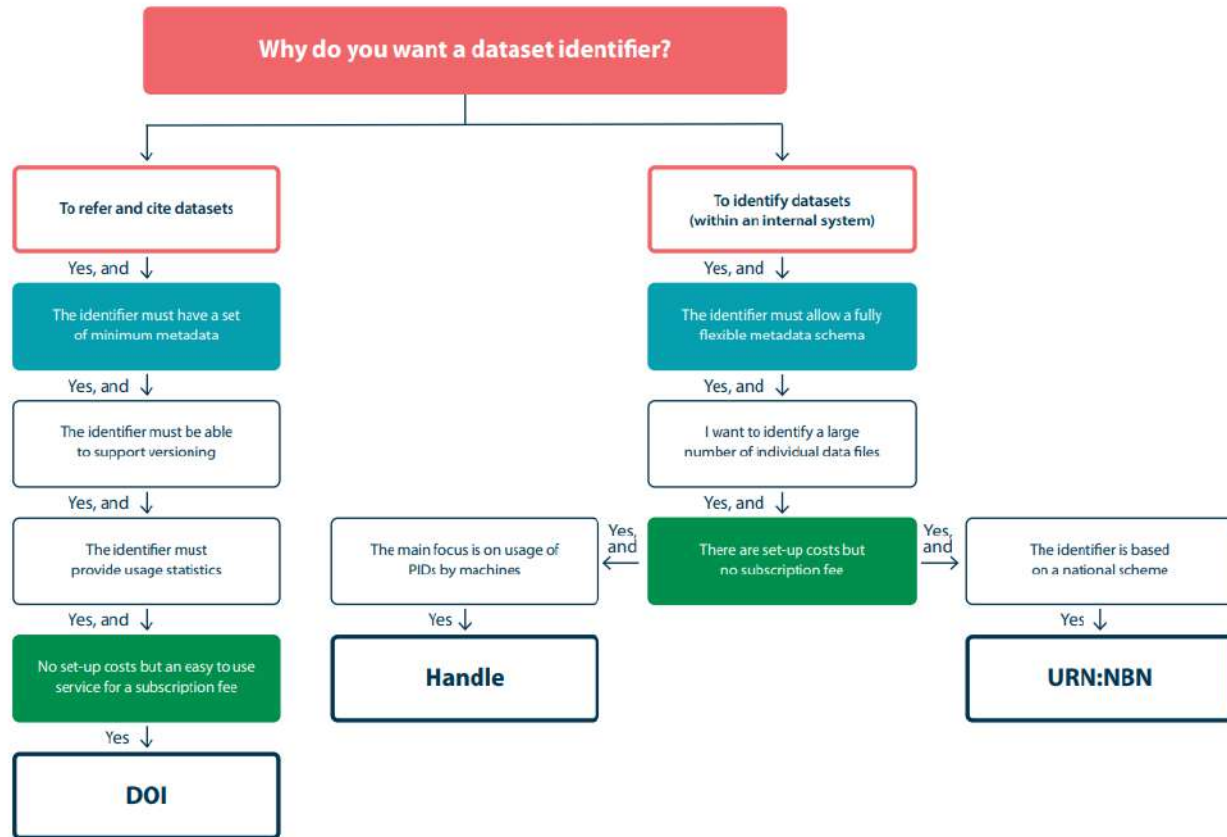 Why do you want a dataset identifier?
To refer and cite datasets
Yes, and
The identifier must have a set
of minimum metadata
Yes, and
The identifier must be able
to support versioning
Yes, and
The identifier must
provide usage statistics
Yes, and
No set-up costs but an easy to use
service for a subscription fee
Yes
DOI
To identify datasets
(within an internal system)
Yes, and
The identifier must allow a fully
flexible metadata schema
Yes, and
I want to identify a large
number of individual data files
Yes, and
There are set-up costs but
no subscription fee
Yes,
and
The main focus is on usage of
PIDs by machines
Yes
Handle
Yes,
and
The identifier is based
on a national scheme
Yes
URN:NBN